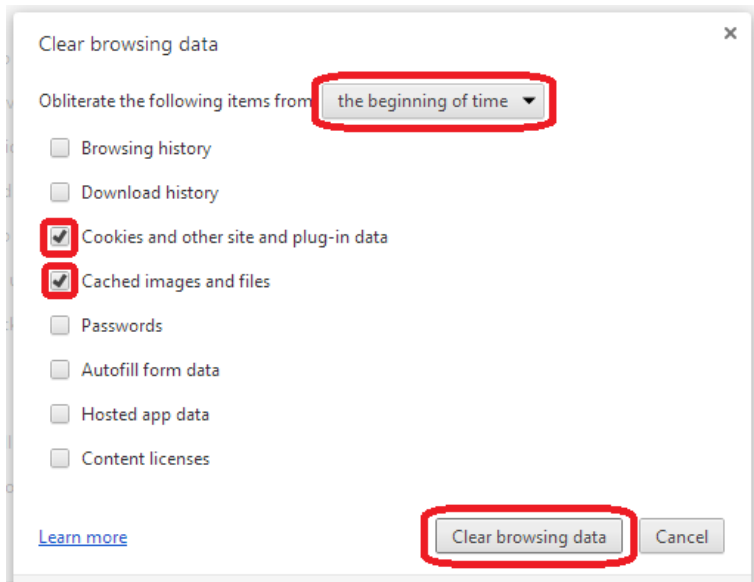 Clear browsing data
Obliterate the following items from the beginning of time
Browsing history
Download history
Cookies and other site and plug-in data
Cached images and files
Passwords
Autofill form data
Hosted app data
Content licenses
Learn more Clear browsing data Cancel